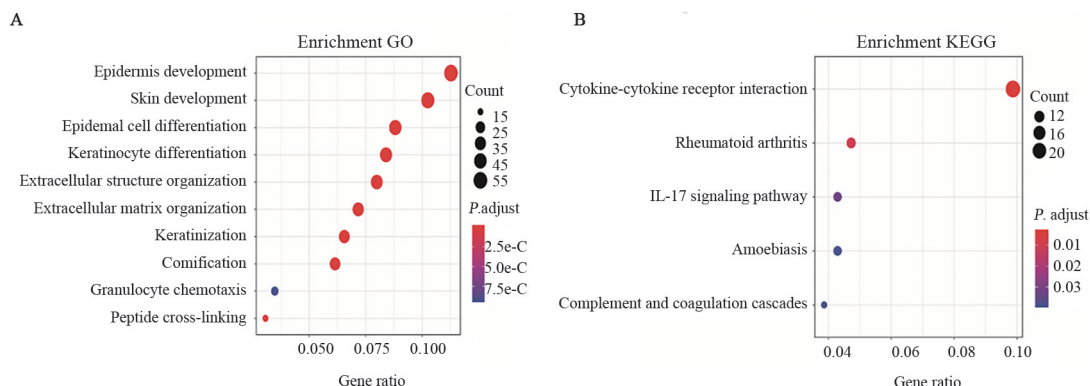 A
Enrichment GO
Epidermis development
Skin development
Epidemal cell differentiation
Keratinocyte differentiation
Extracellular structure organization
Extracellular matrix organization
Keratinization
Comification
Granulocyte chemotaxis
Peptide cross-linking
0.050
0.075
0.100
Gene ratio
Count
15
25
35
45
55
P.adjust
2.5e-C
5.0e-C
7.5e-C
B
Enrichment KEGG
Cytokine-cytokine receptor interaction
Rheumatoid arthritis
IL-17 signaling pathway
Amoebiasis
Complement and coagulation cascades
0.04
0.06
0.08
0.10
Gene ratio
Count
12
16
20
P. adjust
0.01
0.02
0.03